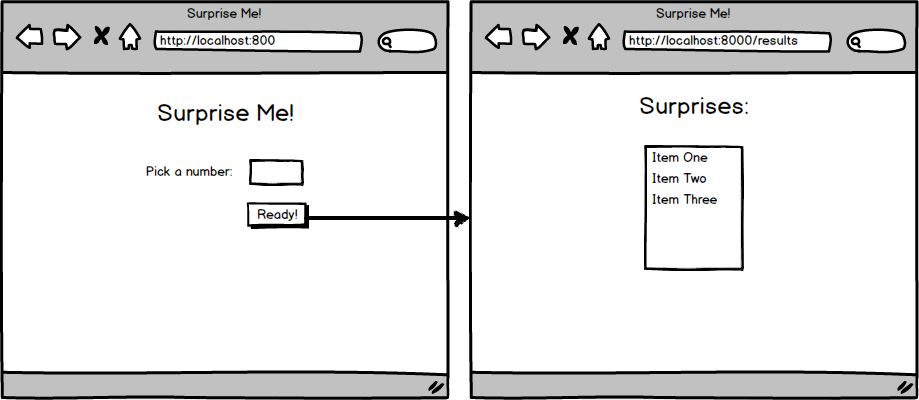 Surprise Me!
http://localhost:800
Surprise Me!
Pick a number:
Ready!
Surprise Me!
http://localhost:8000/results
Surprises:
Item One
Item Two
Item Three